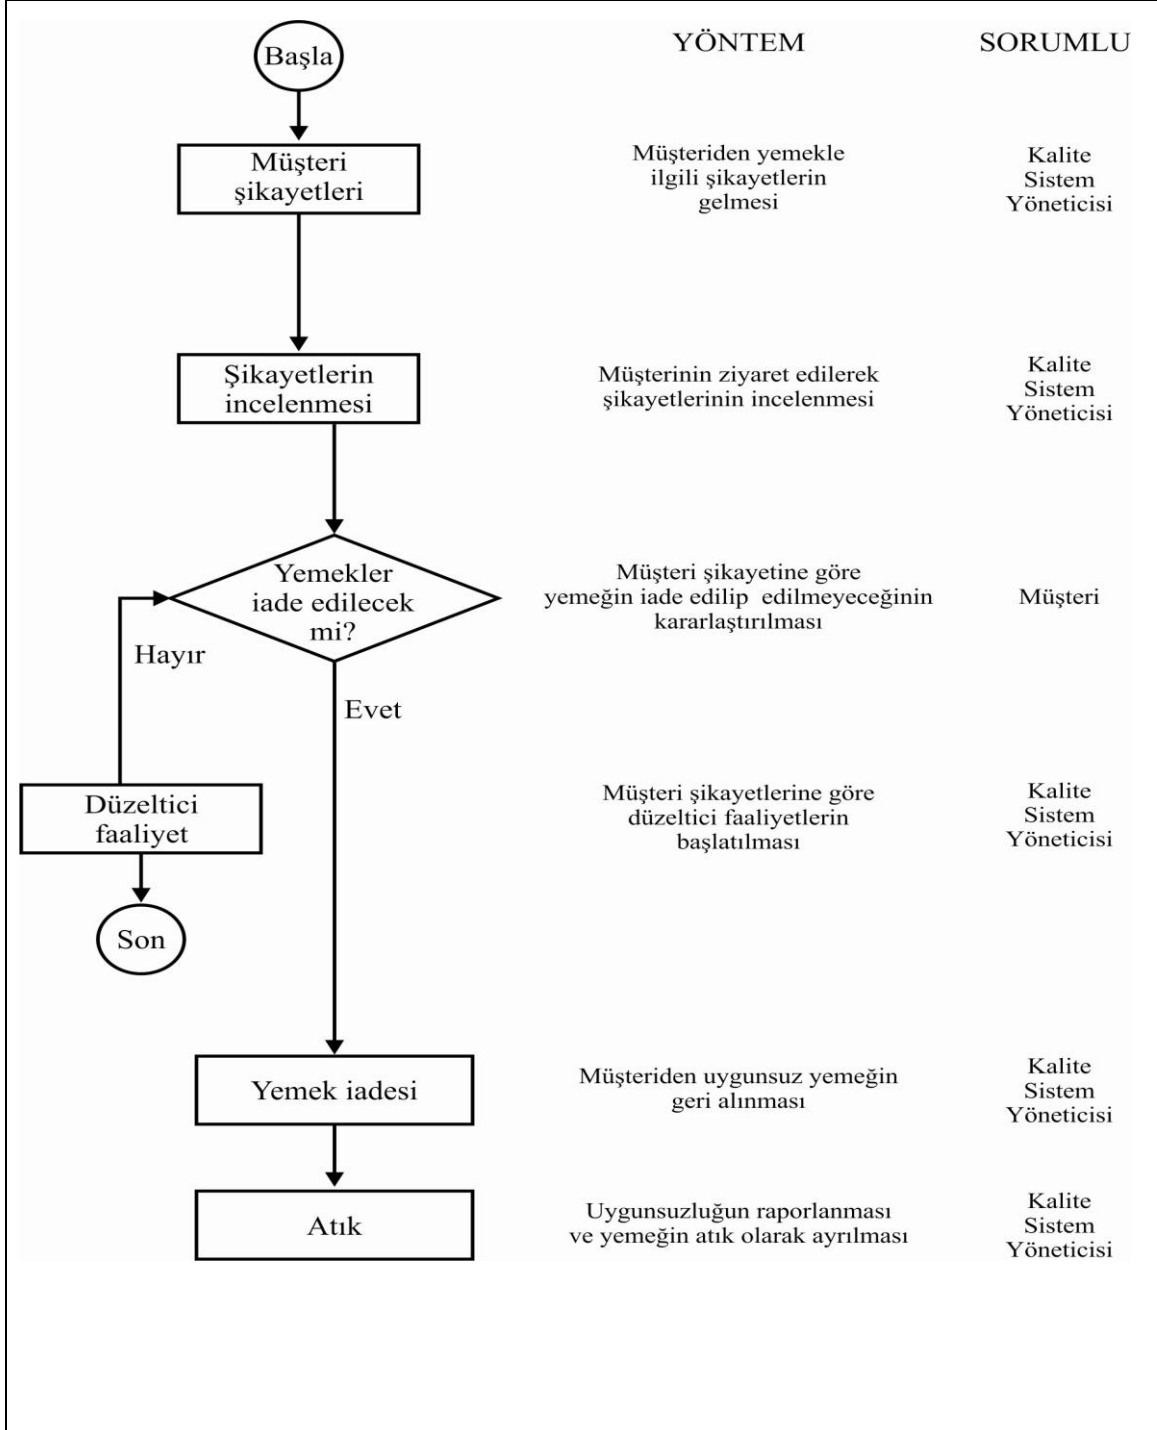 Başla
YÖNTEM
SORUMLU
Müşteri
şikayetleri
Müşteriden yemekle
ilgili şikayetlerin
gelmesi
Kalite
Sistem
Yöneticisi
Şikayetlerin
incelenmesi
Müşterinin ziyaret edilerek
şikayetlerinin incelenmesi
Kalite
Sistem
Yöneticisi
Yemekler
iade edilecek
mi?
Müşteri şikayetine göre
yemeğin iade edilip edilmeyeceğinin
kararlaştırılması
Müşteri
Hayır
Evet
Düzeltici
faaliyet
Müşteri şikayetlerine göre
düzeltici faaliyetlerin
başlatılması
Kalite
Sistem
Yöneticisi
Son
Yemek iadesi
Müşteriden uygunsuz yemeğin
geri alınması
Kalite
Sistem
Yöneticisi
Atık
Uygunsuzluğun raporlanması
ve yemeğin atık olarak ayrılması
Kalite
Sistem
Yöneticisi